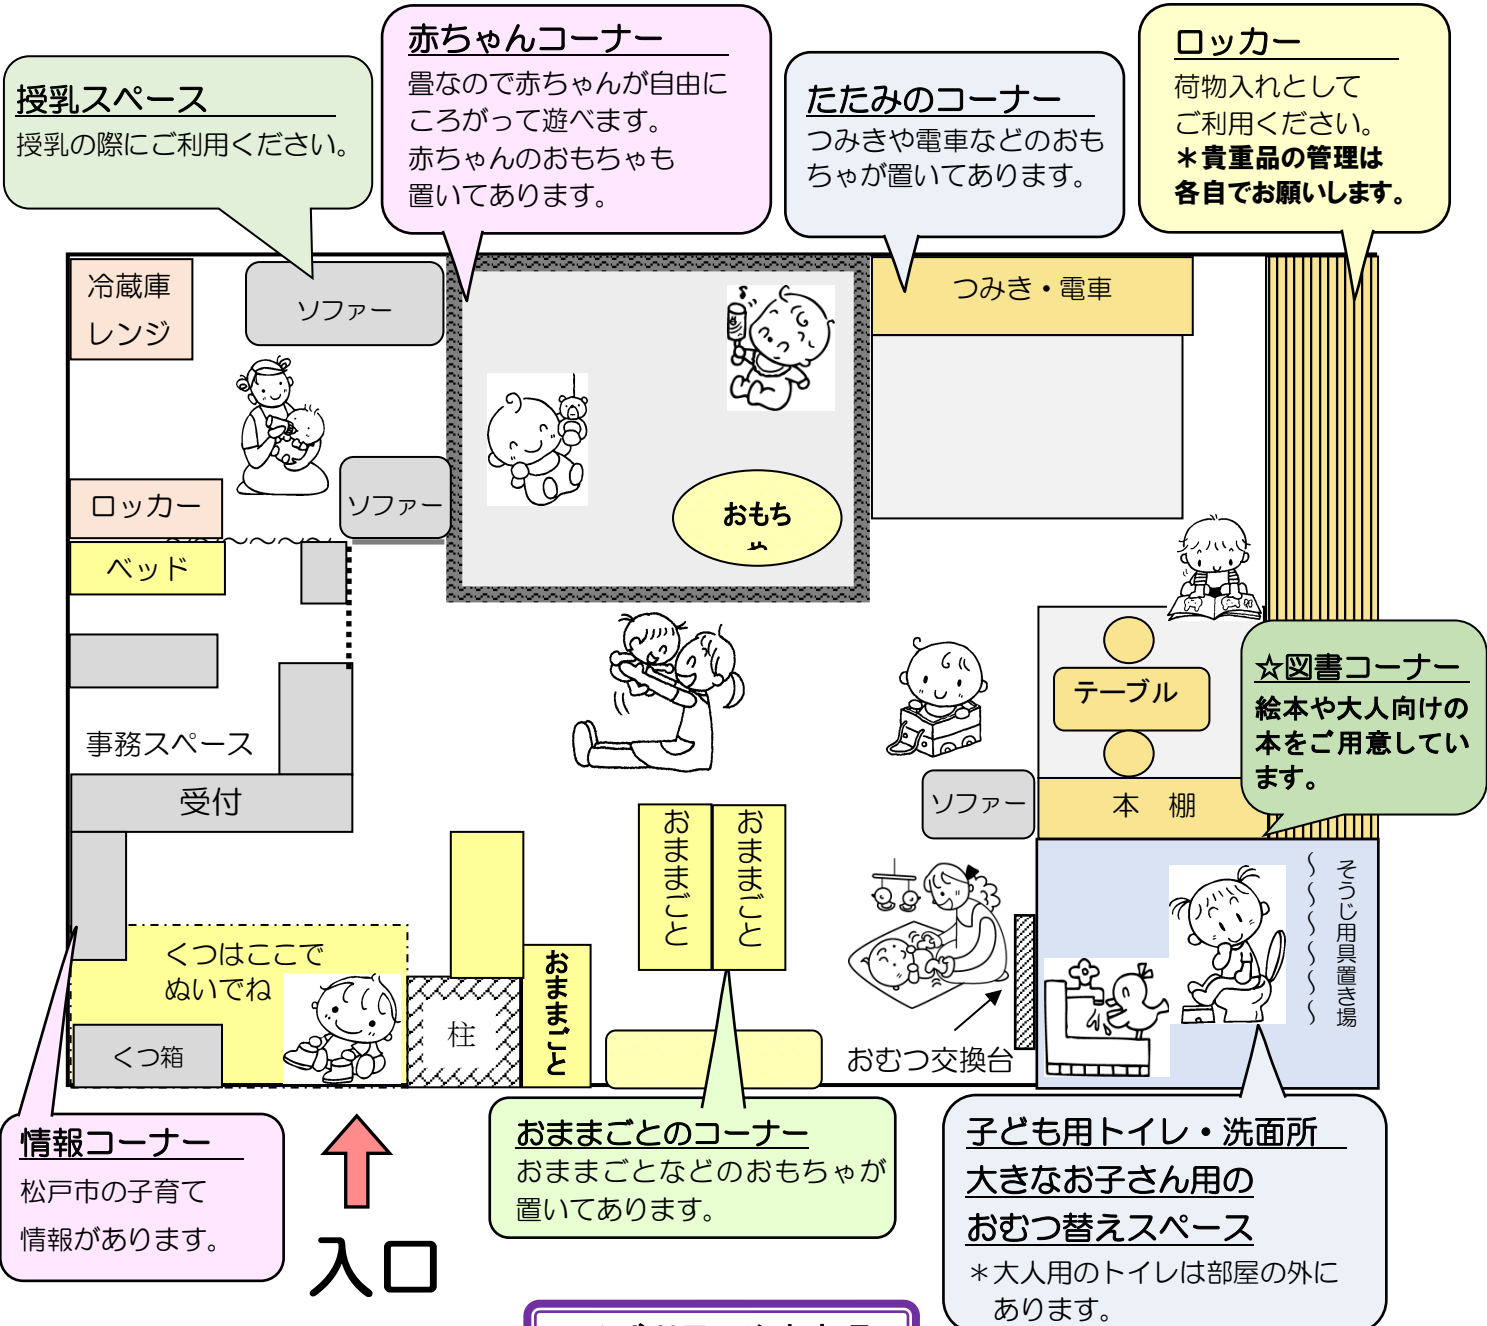 授乳スペース
授乳の際にご利用ください。
赤ちゃんコーナー
畳なので赤ちゃんが自由に
ころがって遊べます。
赤ちゃんのおもちゃも
置いてあります。
たたみのコーナー
つみきや電車などのおも
ちゃが置いてあります。
ロッカー
荷物入れとして
ご利用ください。
＊貴重品の管理は
各自でお願いします。
冷蔵庫
レンジ
ソファー
つみき・電車
ロッカー
ソファー
おもち
ゃ
ベッド
事務スペース
受付
テーブル
☆図書コーナー
絵本や大人向けの
本をご用意してい
ます。
ソファー
本 棚
おままごと
おままごと
そうじ用具置き場
くつはここで
ぬいでね
くつ箱
柱
おままごと
おむつ交換台
情報コーナー
松戸市の子育て
情報があります。
入口
おままごとのコーナー
おままごとなどのおもちゃが
置いてあります。
子ども用トイレ・洗面所
大きなお子さん用の
おむつ替えスペース
＊大人用のトイレは部屋の外に
あります。